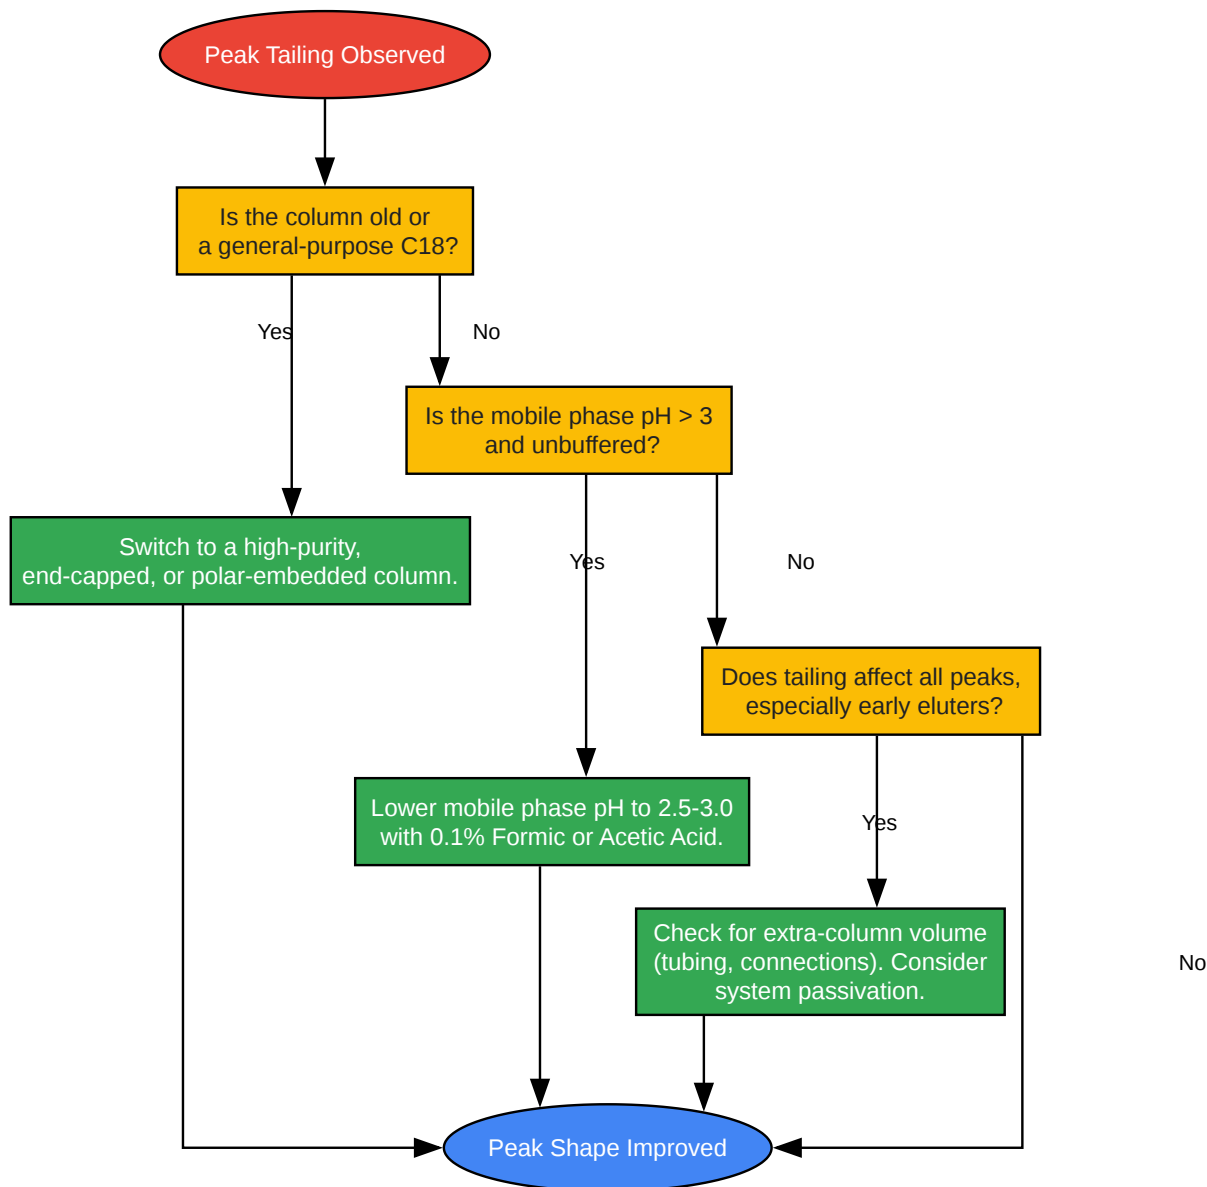 Peak Tailing Observed
Is the column old or
a general-purpose C18?
Yes
No
Is the mobile phase pH > 3
and unbuffered?
Switch to a high-purity,
end-capped, or polar-embedded column.
Yes
No
Does tailing affect all peaks,
especially early eluters?
Lower mobile phase pH to 2.5-3.0
with 0.1% Formic or Acetic Acid.
Yes
Check for extra-column volume
(tubing, connections). Consider
system passivation.
No
Peak Shape Improved